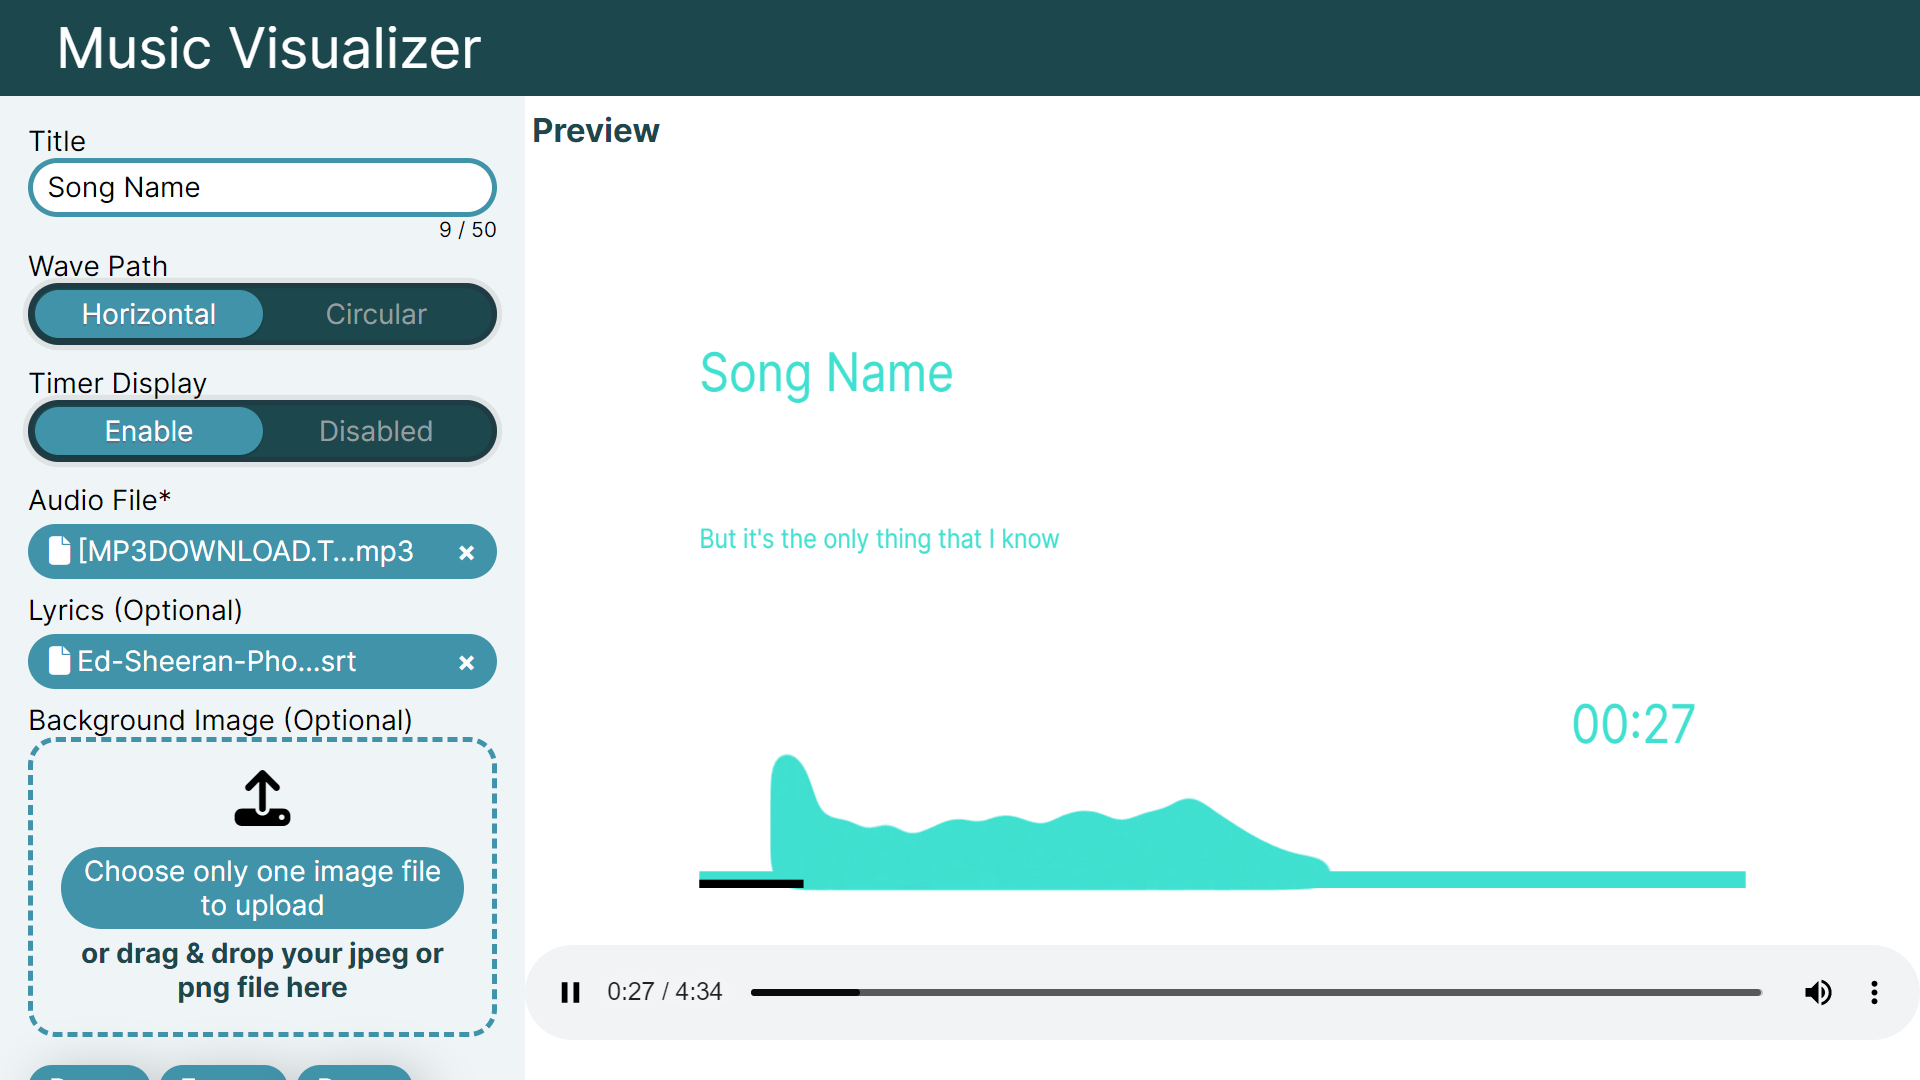 Music Visualizer
Title
Song Name
9 / 50
Wave Path
Horizontal
Circular
Timer Display
Enable
Disabled
Audio File*
[MP3DOWNLOAD.T...mp3
×
Lyrics (Optional)
Ed-Sheeran-Pho...srt
×
Background Image (Optional)
Choose only one image file
to upload
or drag & drop your jpeg or
png file here
Preview
Song Name
But it's the only thing that I know
00:27
0:27 / 4:34